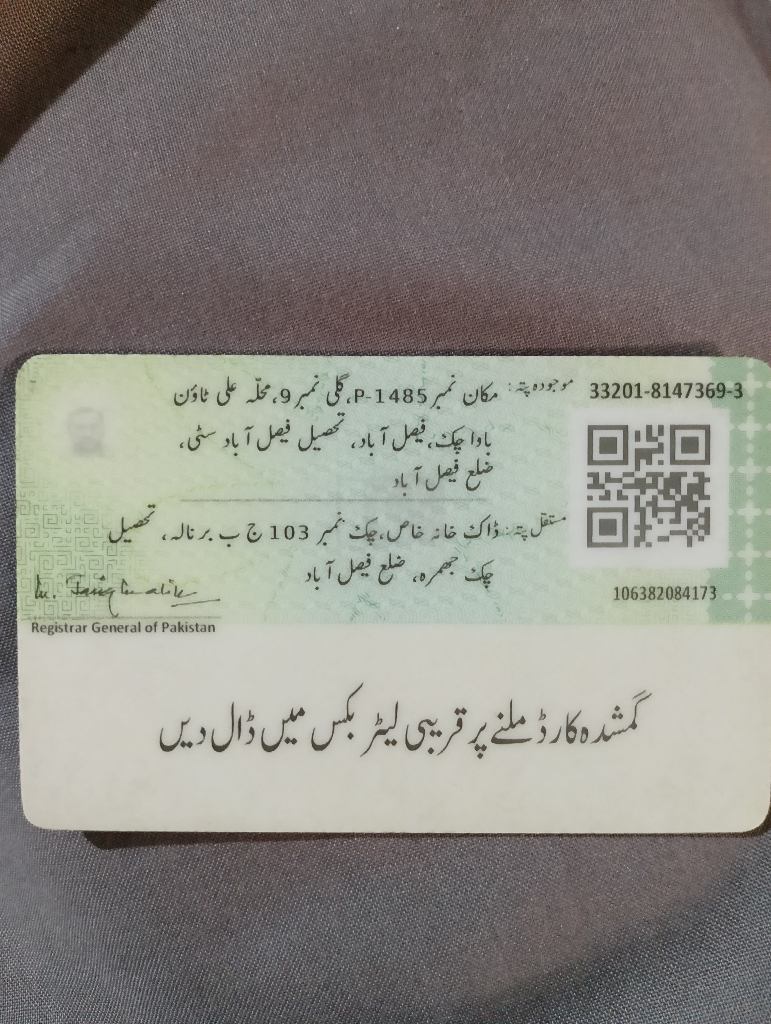 33201-8147369-3
موجودہ پتہ: مکان نمبر P-1485، گلی نمبر 9، محلّہ علی ٹاؤن
باوا چک، فیصل آباد، تحصیل فیصل آباد سٹی،
ضلع فیصل آباد
مستقل پتہ: ڈاک خانہ خاص، چک نمبر 103 ج ب برنالہ، تحصیل
چک جھمرہ، ضلع فیصل آباد
106382084173
Registrar General of Pakistan
گمشدہ کارڈ ملنے پر قریبی لیٹر بکس میں ڈال دیں